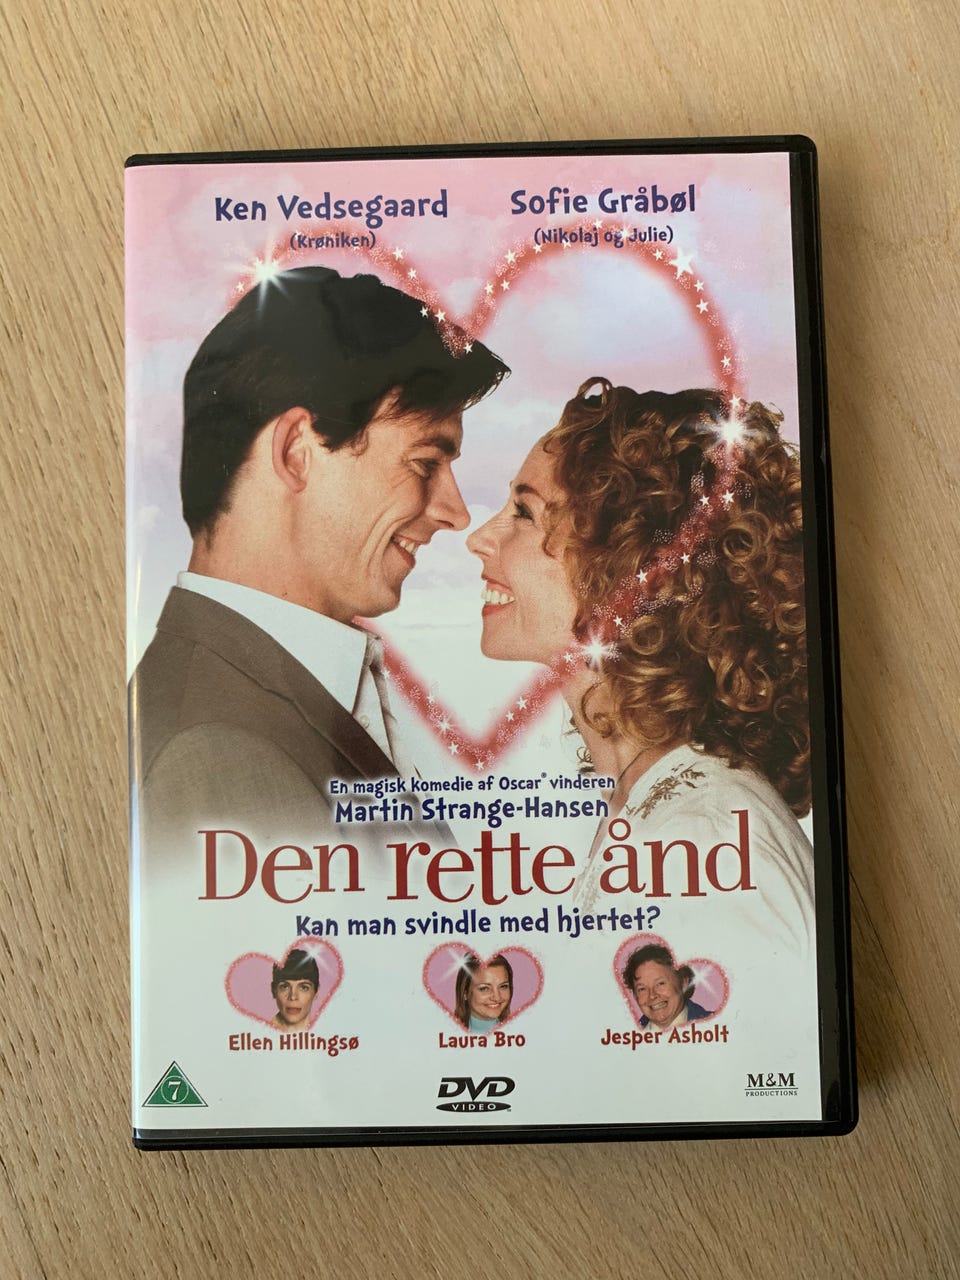 Ken Vedsegaard
(Krøniken)
Sofie Gråbøl
(Nikolaj og Julie)
En magisk komedie af Oscar® vinderen
Martin Strange-Hansen
Den rette ånd
Kan man svindle med hjertet?
Ellen Hillingsø
Laura Bro
Jesper Asholt
7
DVD
VIDEO
M&M
PRODUCTIONS